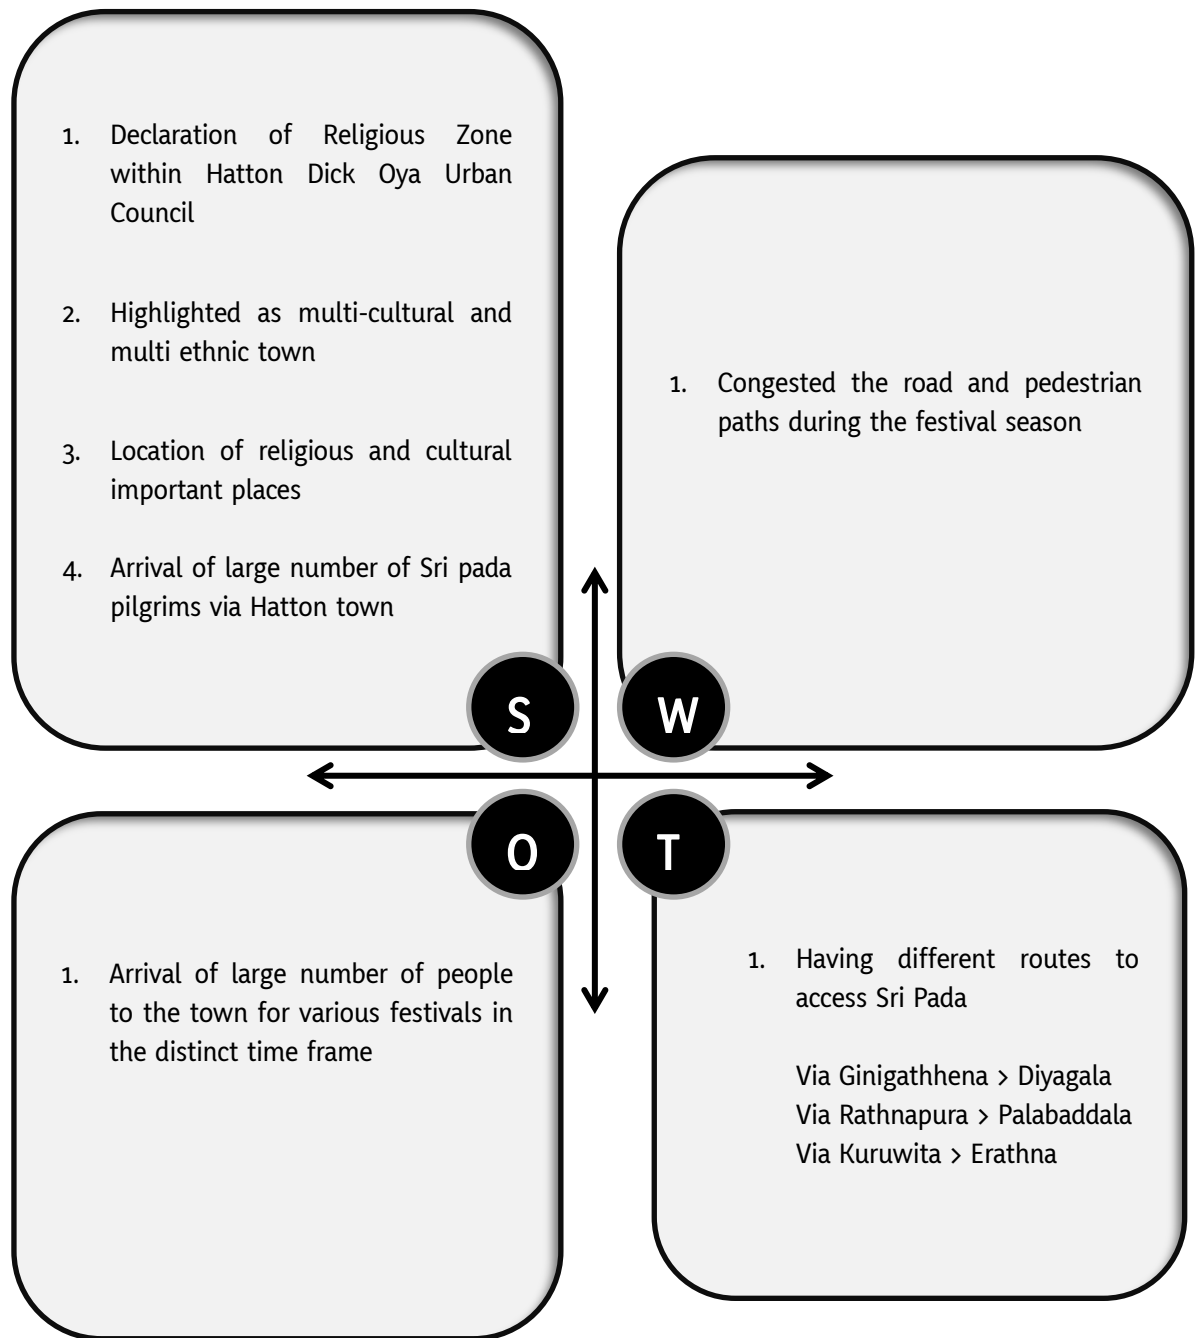 1. Declaration of Religious Zone
within Hatton Dick Oya Urban
Council
2. Highlighted as multi-cultural and
multi ethnic town
3. Location of religious and cultural
important places
4. Arrival of large number of Sri pada
pilgrims via Hatton town
S
1. Congested the road and pedestrian
paths during the festival season
W
O
1. Arrival of large number of people
to the town for various festivals in
the distinct time frame
T
1. Having different routes to
access Sri Pada
Via Ginigathhena > Diyagala
Via Rathnapura > Palabaddala
Via Kuruwita > Erathna